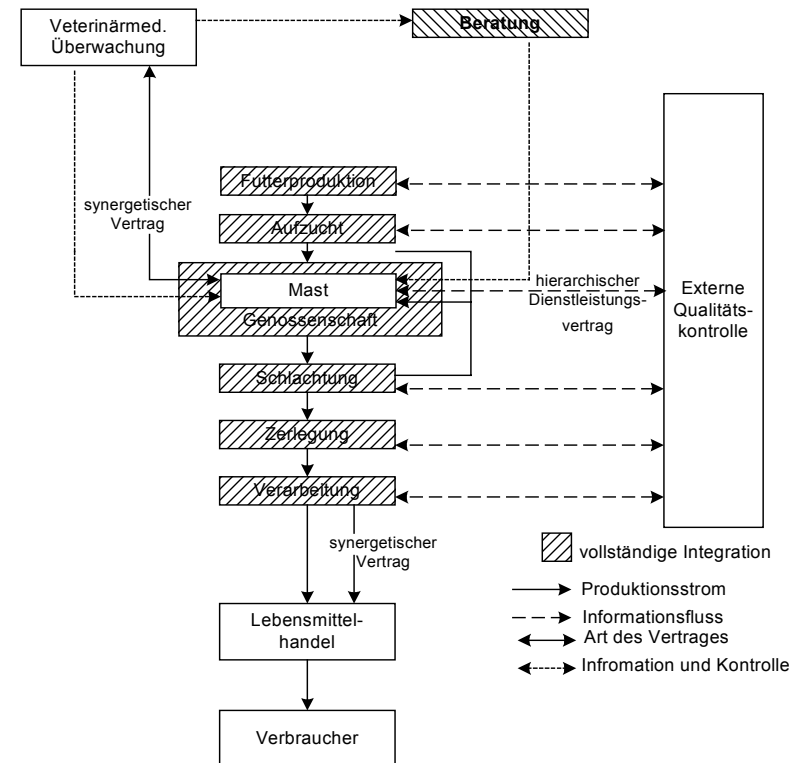 Veterinärmed.
Überwachung
Beratung
Futterproduktion
synergetischer
Vertrag
Aufzucht
Mast
Genossenschaft
hierarchischer
Dienstleistungs-
vertrag
Externe
Qualitäts-
kontrolle
Schlachtung
Zerlegung
Verarbeitung
synergetischer
Vertrag
vollständige Integration
Produktionsstrom
Informationsfluss
Art des Vertrages
Infromation und Kontrolle
Lebensmittel-
handel
Verbraucher